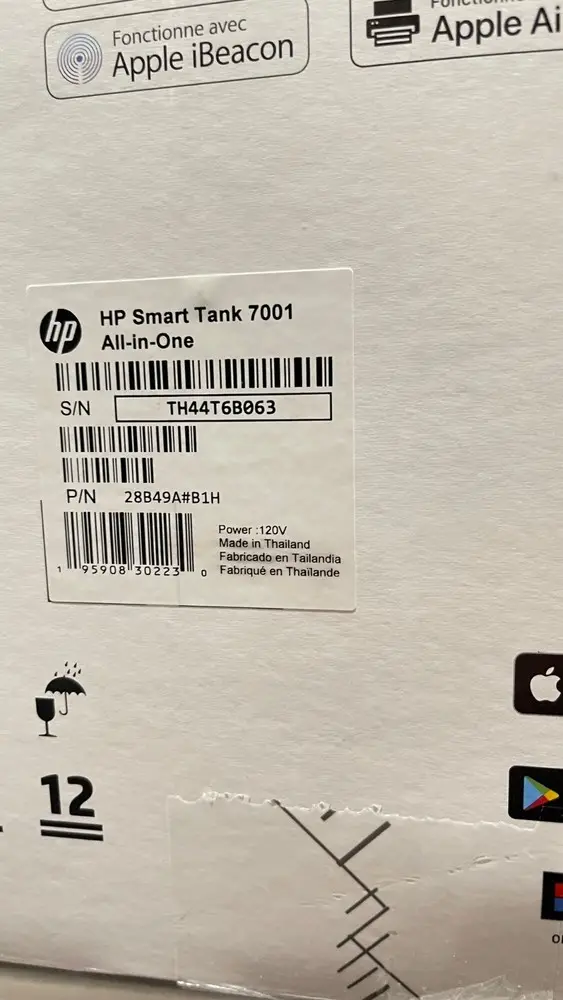 Fonctionne avec
Apple iBeacon
Apple
hp
HP Smart Tank 7001
All-in-One
S/N TH44T6B063
P/N 28B49A#B1H
1 95908 30223 0
Power :120V
Made in Thailand
Fabricado en Tailandia
Fabriqué en Thaïlande
12